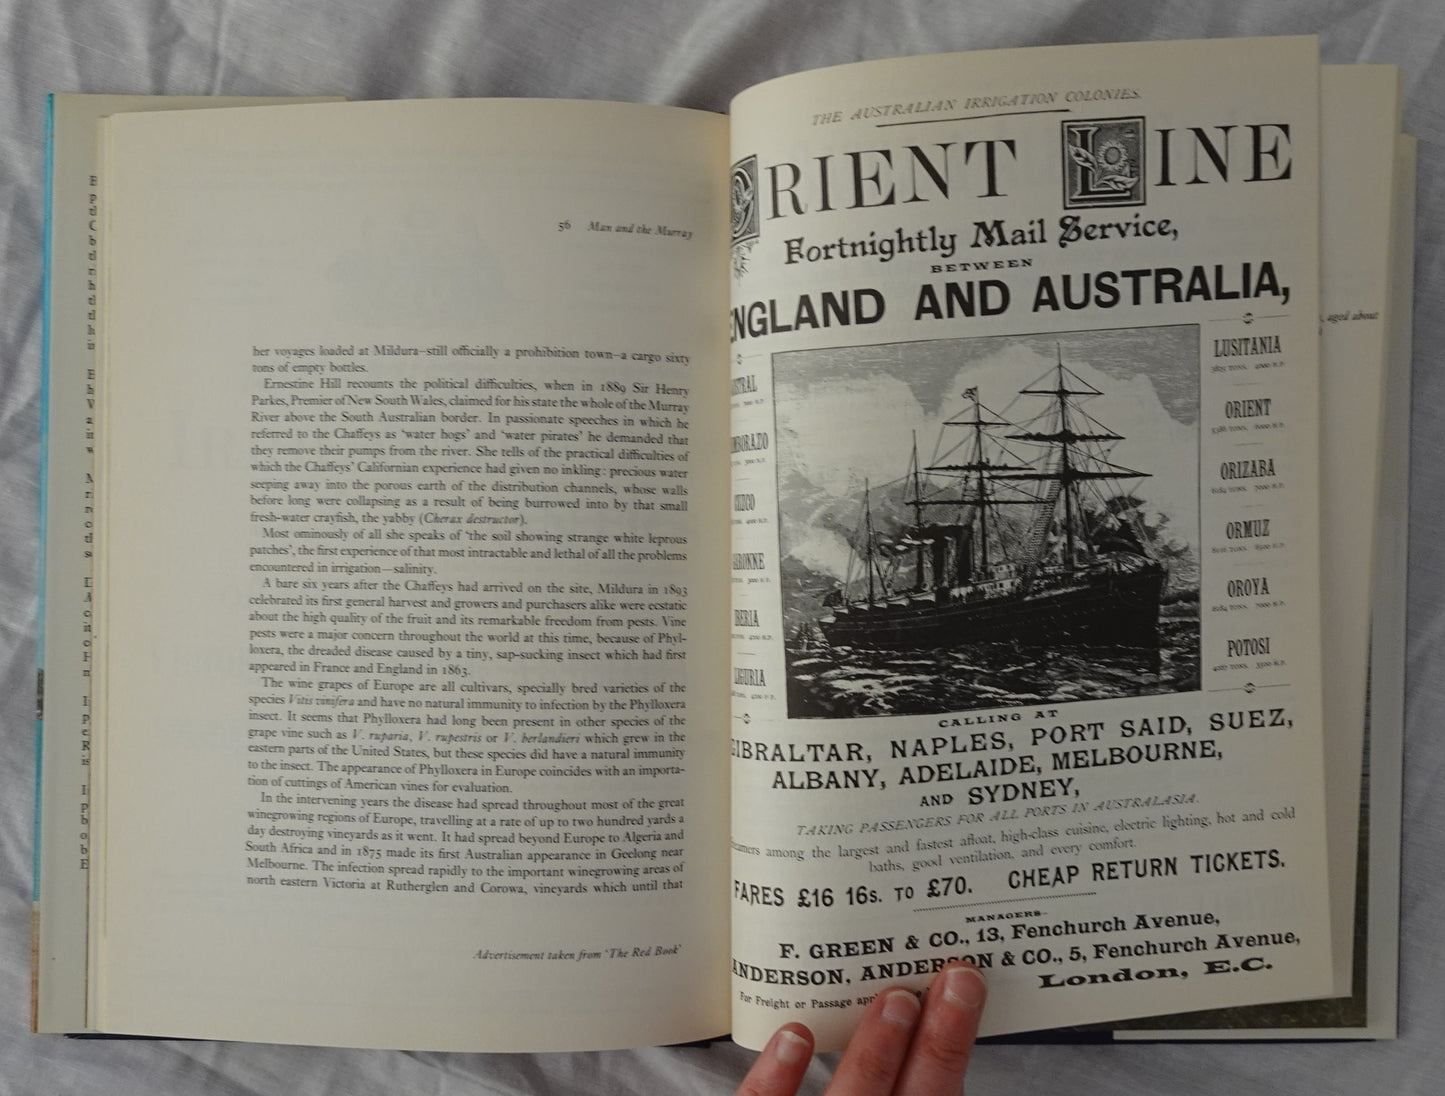 56 Man and the Murray
her voyages loaded at Mildura—still officially a prohibition town—a cargo sixty
tons of empty bottles.
Ernestine Hill recounts the political difficulties, when in 1889 Sir Henry
Parkes, Premier of New South Wales, claimed for his state the whole of the Murray
River above the South Australian border. In passionate speeches in which he
referred to the Chaffeys as 'water hogs' and 'water pirates' he demanded that
they remove their pumps from the river. She tells of the practical difficulties of
which the Chaffeys' Californian experience had given no inkling: precious water
seeping away into the porous earth of the distribution channels, whose walls
before long were collapsing as a result of being burrowed into by that small
fresh-water crayfish, the yabby (Cherax destructor).
Most ominously of all she speaks of 'the soil showing strange white leprous
patches', the first experience of that most intractable and lethal of all the problems
encountered in irrigation—salinity.
A bare six years after the Chaffeys had arrived on the site, Mildura in 1893
celebrated its first general harvest and growers and purchasers alike were ecstatic
about the high quality of the fruit and its remarkable freedom from pests. Vine
pests were a major concern throughout the world at this time, because of Phyl-
loxera, the dreaded disease caused by a tiny, sap-sucking insect which had first
appeared in France and England in 1863.
The wine grapes of Europe are all cultivars, specially bred varieties of the
species Vitis vinifera and have no natural immunity to infection by the Phylloxera
insect. It seems that Phylloxera had long been present in other species of the
grape vine such as V. ruparia, V. rupestris or V. berlandieri which grew in the
eastern parts of the United States, but these species did have a natural immunity
to the insect. The appearance of Phylloxera in Europe coincides with an importa-
tion of cuttings of American vines for evaluation.
In the intervening years the disease had spread throughout most of the great
winegrowing regions of Europe, travelling at a rate of up to two hundred yards a
day destroying vineyards as it went. It had spread beyond Europe to Algeria and
South Africa and in 1875 made its first Australian appearance in Geelong near
Melbourne. The infection spread rapidly to the important winegrowing areas of
north eastern Victoria at Rutherglen and Corowa, vineyards which until that
Advertisement taken from 'The Red Book'
THE AUSTRALIAN IRRIGATION COLONIES.
ORIENT LINE
Fortnightly Mail Service,
BETWEEN
ENGLAND AND AUSTRALIA,
LUSITANIA
ORIENT
ORIZABA
ORMUZ
OROYA
POTOSI
CALLING AT
GIBRALTAR, NAPLES, PORT SAID, SUEZ,
ALBANY, ADELAIDE, MELBOURNE,
AND SYDNEY,
TAKING PASSENGERS FOR ALL PORTS IN AUSTRALASIA.
among the largest and fastest afloat, high-class cuisine, electric lighting, hot and cold
baths, good ventilation, and every comfort.
FARES £16 16s. TO £70. CHEAP RETURN TICKETS.
MANAGERS—
F. GREEN & CO., 13, Fenchurch Avenue,
ANDERSON, ANDERSON & CO., 5, Fenchurch Avenue,
London, E.C.
For Freight or Passage
aged about